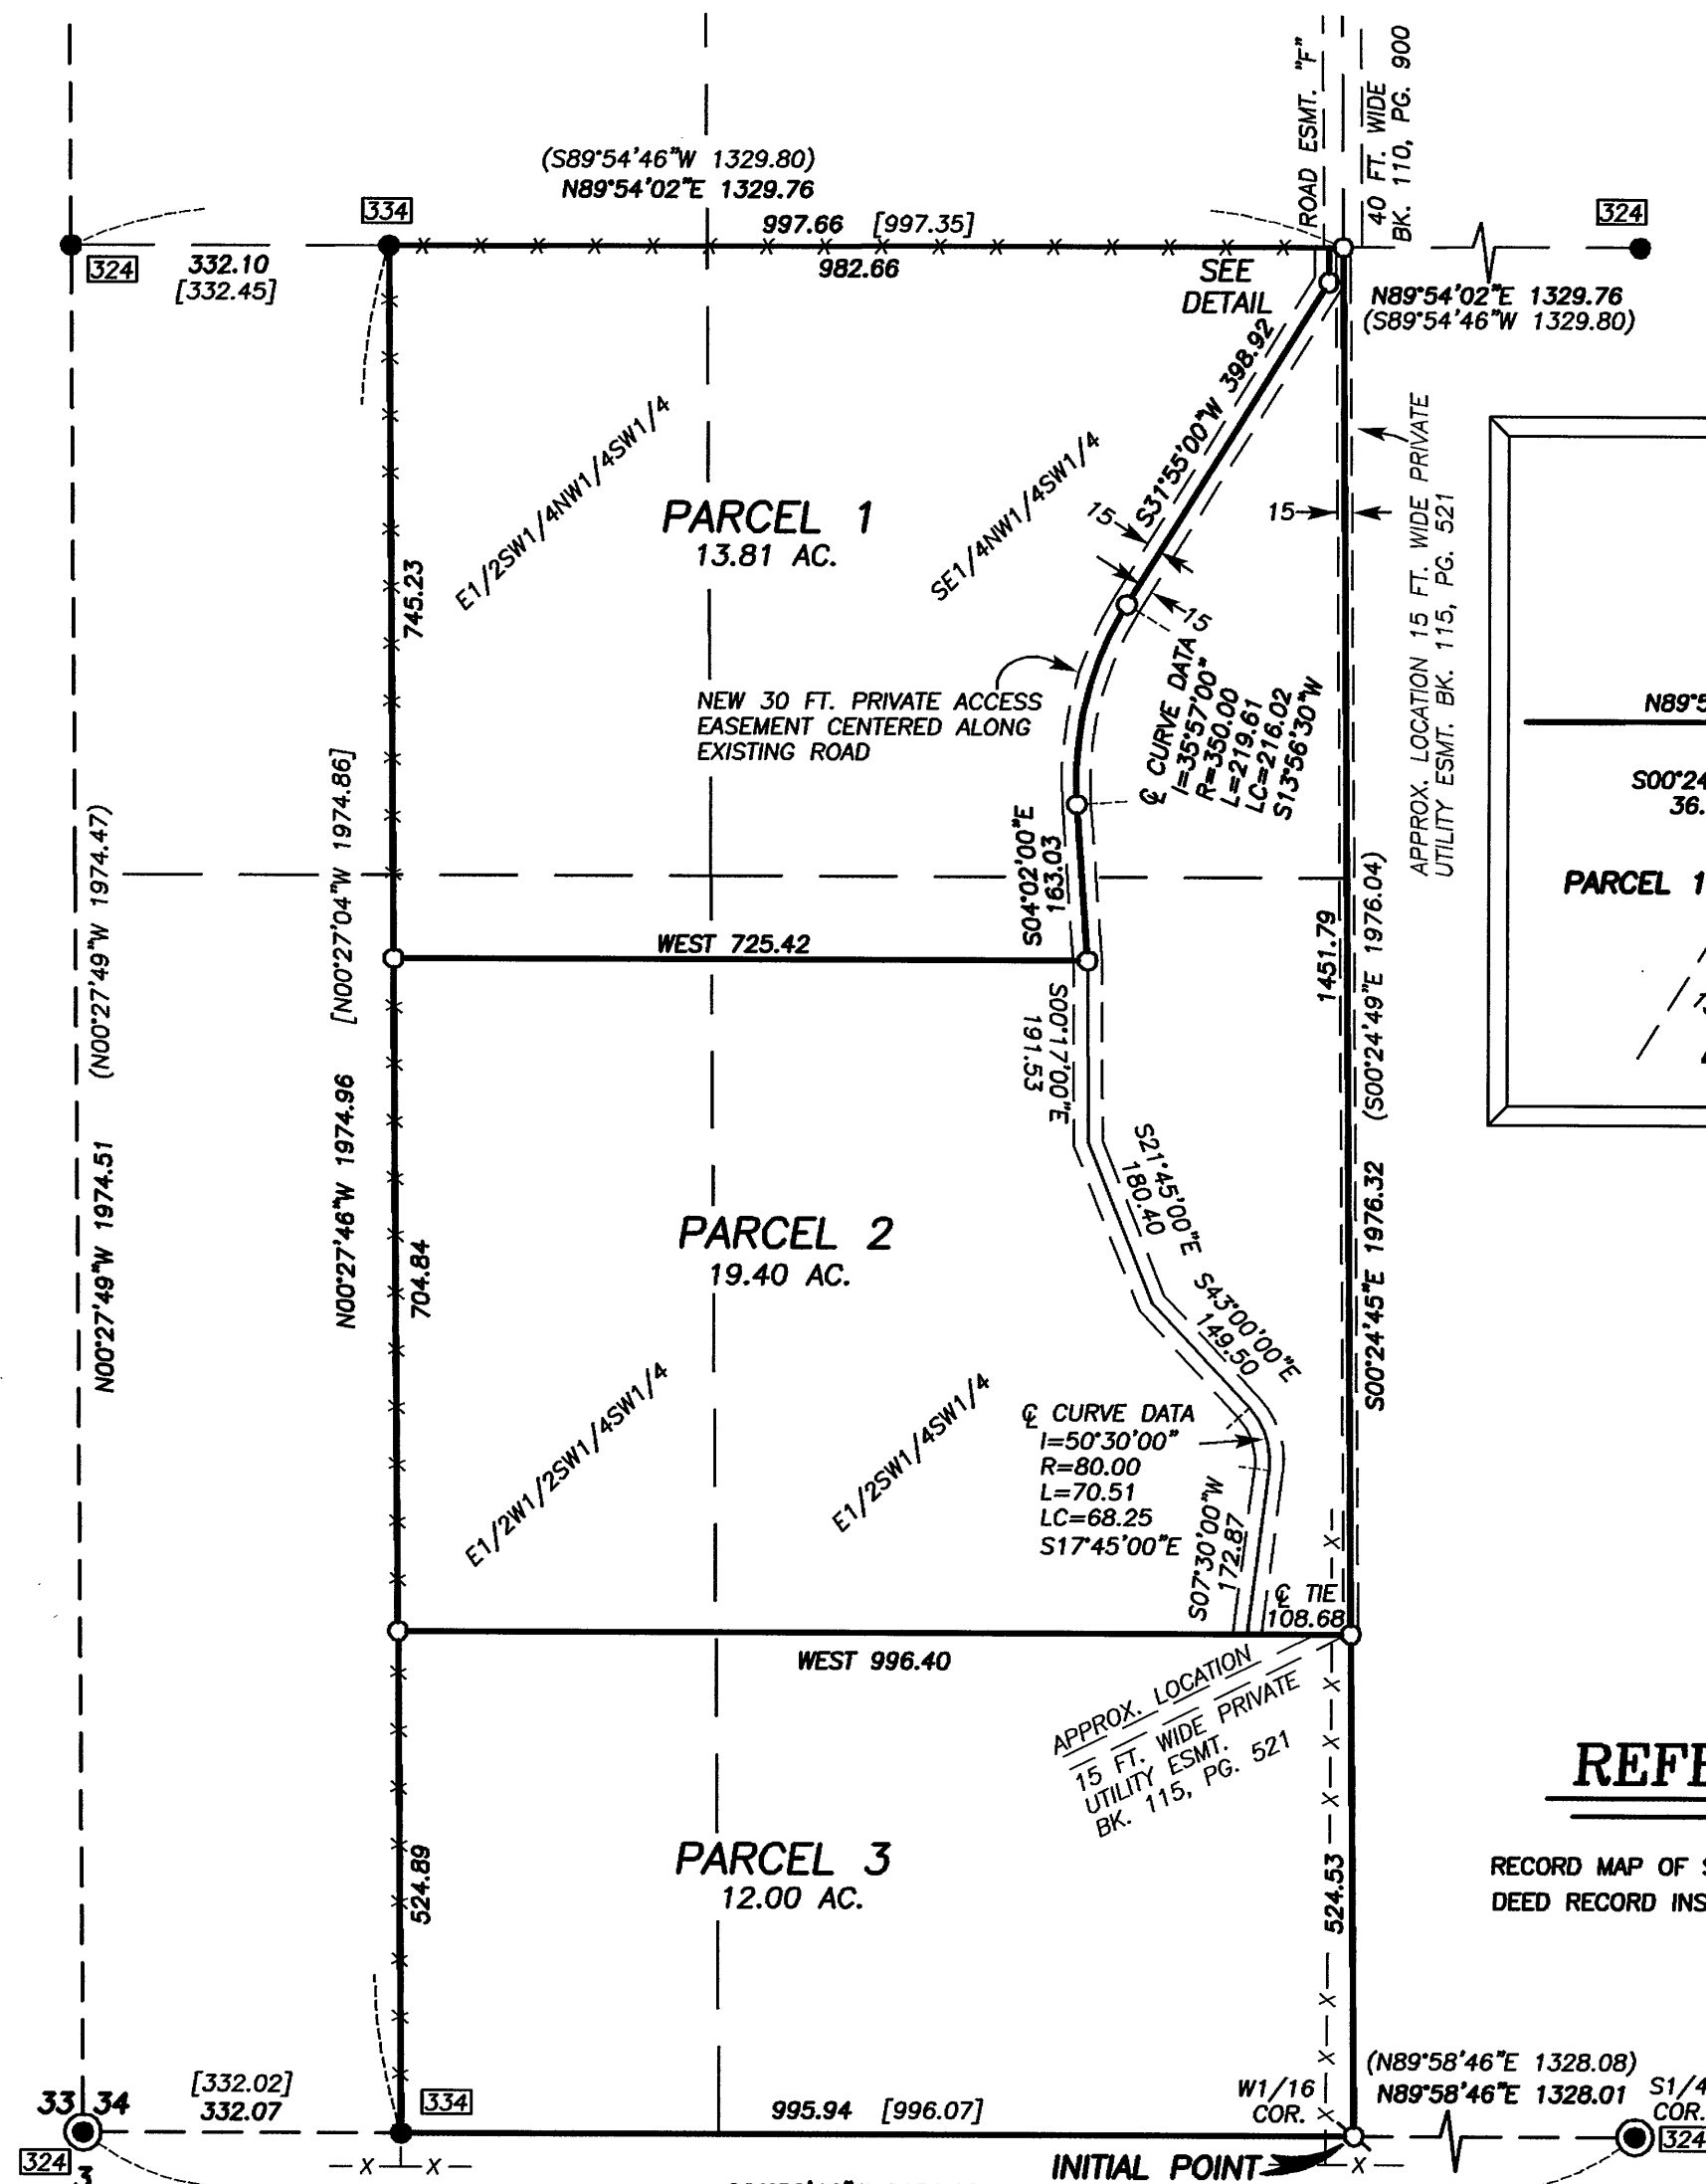 (S89°54'46"W 1329.80)
N89°54'02"E 1329.76
334
997.66 [997.35]
982.66
324
332.10
[332.45]
ROAD ESMT. "F"
40 FT. WIDE
BK. 110, PG. 900
324
SEE
DETAIL
N89°54'02"E 1329.76
(S89°54'46"W 1329.80)
S31°55'00"W 398.92
15
15
15
E1/2SW1/4NW1/4SW1/4
PARCEL 1
13.81 AC.
SE1/4NW1/4SW1/4
745.23
APPROX. LOCATION 15 FT. WIDE PRIVATE
UTILITY ESMT. BK. 115, PG. 521
NEW 30 FT. PRIVATE ACCESS
EASEMENT CENTERED ALONG
EXISTING ROAD
℄ CURVE DATA
I=35°57'00"
R=350.00
L=219.61
LC=216.02
S13°56'30"W
N89°5
S00°24
36.
PARCEL 1
S04°02'00"E
163.03
WEST 725.42
(N00°27'49"W 1974.47)
N00°27'49"W 1974.51
[N00°27'04"W 1974.86]
N00°27'46"W 1974.96
1451.79
(S00°24'49"E 1976.04)
S00°24'45"E 1976.32
S00°17'00"E
191.53
S21°45'00"E
180.40
PARCEL 2
19.40 AC.
704.84
S43°00'00"E
149.50
E1/2W1/2SW1/4SW1/4
E1/2SW1/4SW1/4
℄ CURVE DATA
I=50°30'00"
R=80.00
L=70.51
LC=68.25
S17°45'00"E
S07°30'00"W
172.87
℄ TIE
108.68
WEST 996.40
APPROX. LOCATION
15 FT. WIDE PRIVATE
UTILITY ESMT.
BK. 115, PG. 521
REFE
RECORD MAP OF S
DEED RECORD INS
PARCEL 3
12.00 AC.
524.89
524.53
[332.02]
332.07
33 34
324
3
334
995.94 [996.07]
W1/16
COR.
(N89°58'46"E 1328.08)
N89°58'46"E 1328.01
S1/4
COR.
324
INITIAL POINT